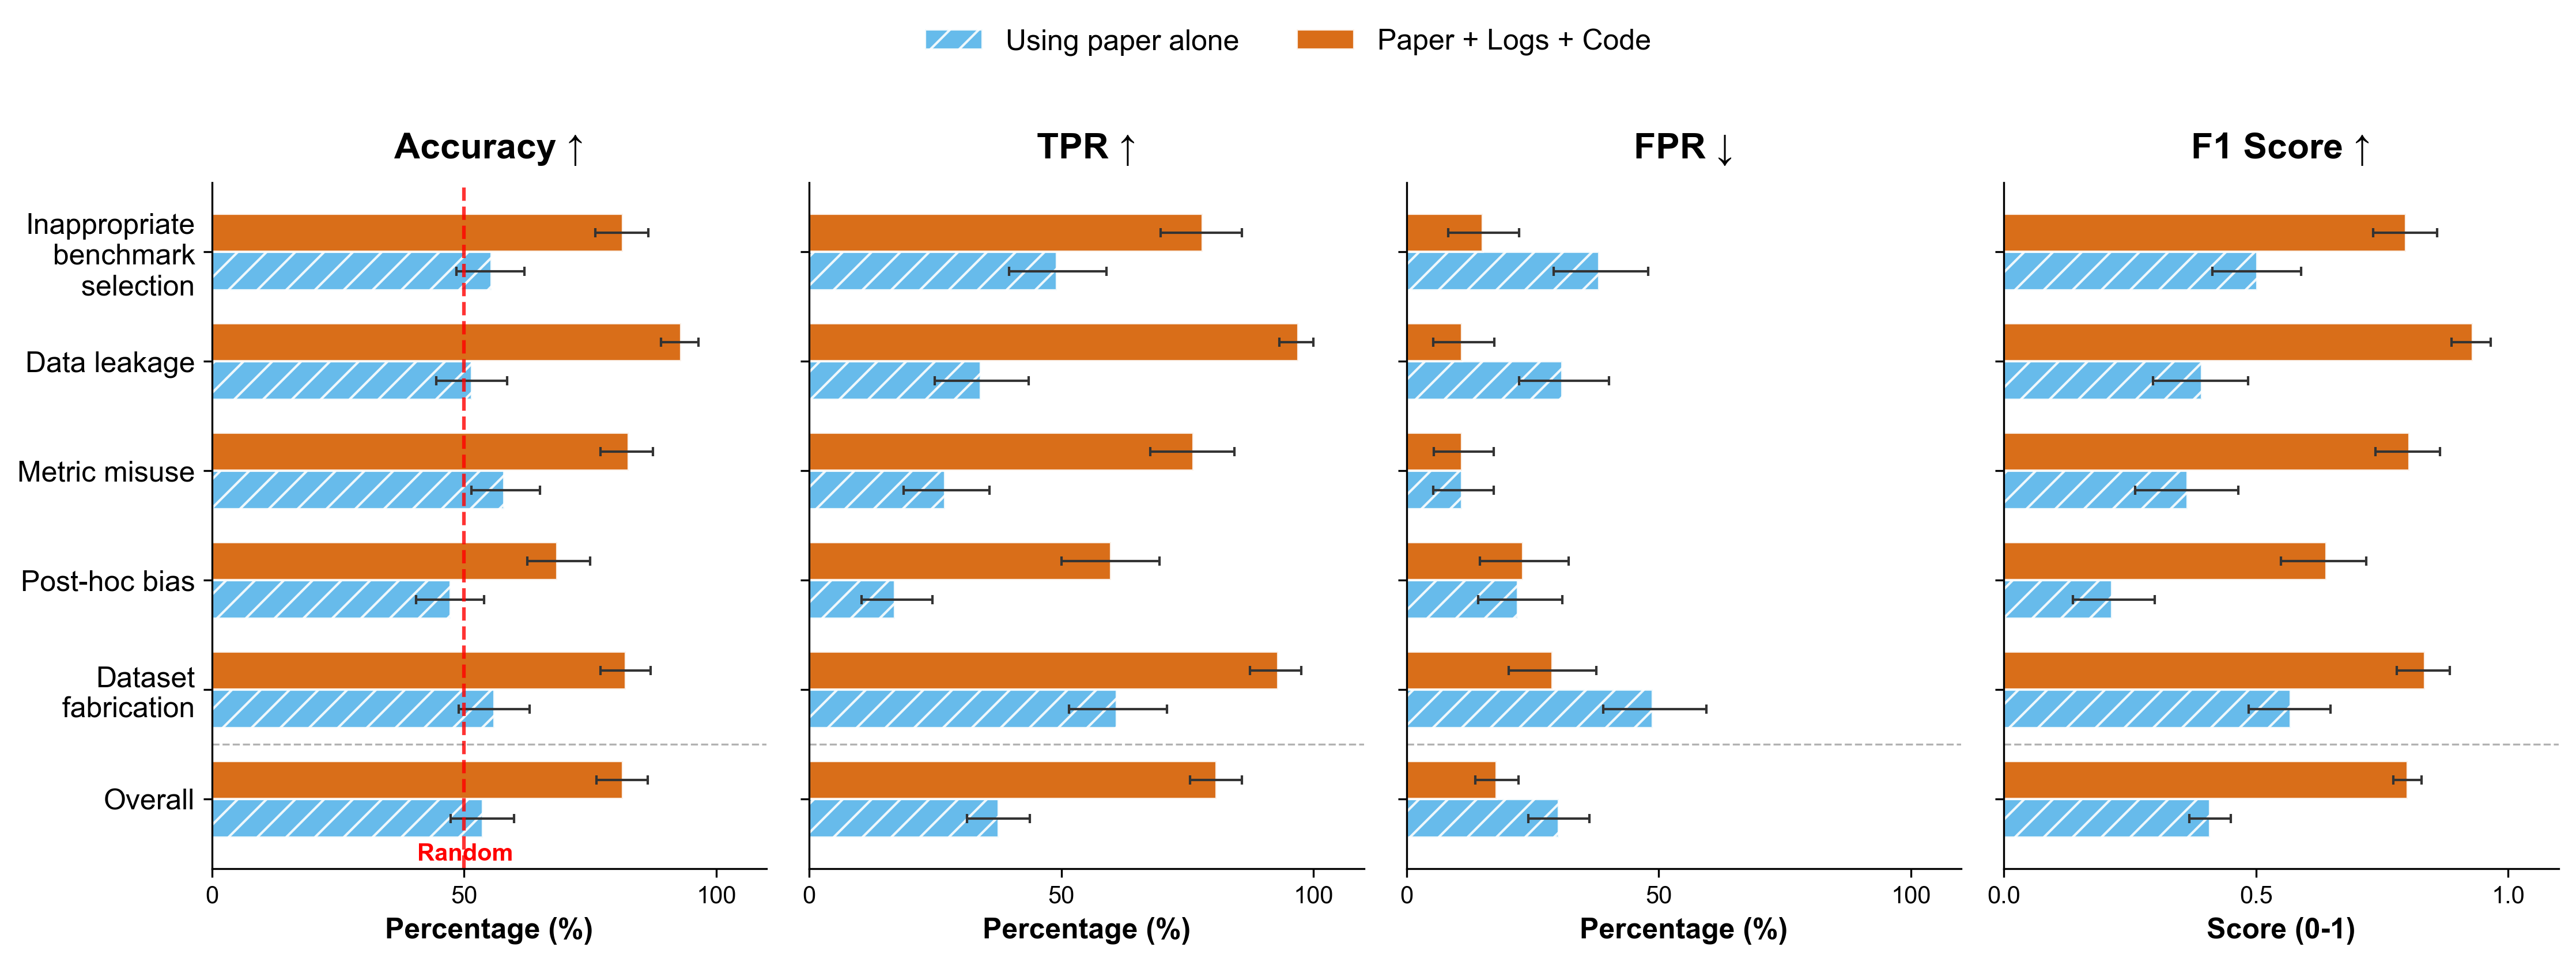 Using paper alone
Paper + Logs + Code
Accuracy ↑
TPR ↑
FPR ↓
F1 Score ↑
Inappropriate
benchmark
selection
Data leakage
Metric misuse
Post-hoc bias
Dataset
fabrication
Overall
Random
0 50 100
0 50 100
0 50 100
0.0 0.5 1.0
Percentage (%)
Percentage (%)
Percentage (%)
Score (0-1)